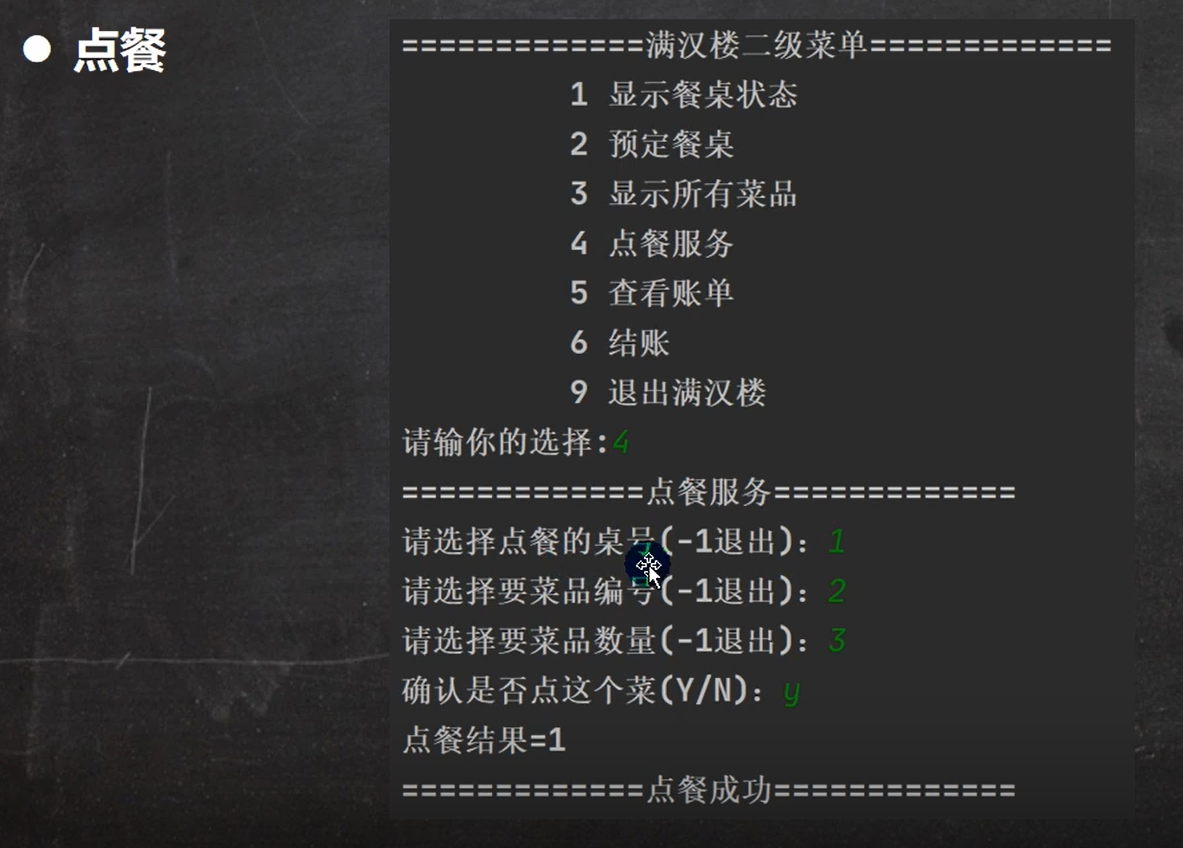 ● 点餐
=============满汉楼二级菜单=============
1 显示餐桌状态
2 预定餐桌
3 显示所有菜品
4 点餐服务
5 查看账单
6 结账
9 退出满汉楼
请输你的选择:4
=============点餐服务=============
请选择点餐的桌号(-1退出): 1
请选择要菜品编号(-1退出): 2
请选择要菜品数量(-1退出): 3
确认是否点这个菜(Y/N): y
点餐结果=1
=============点餐成功=============